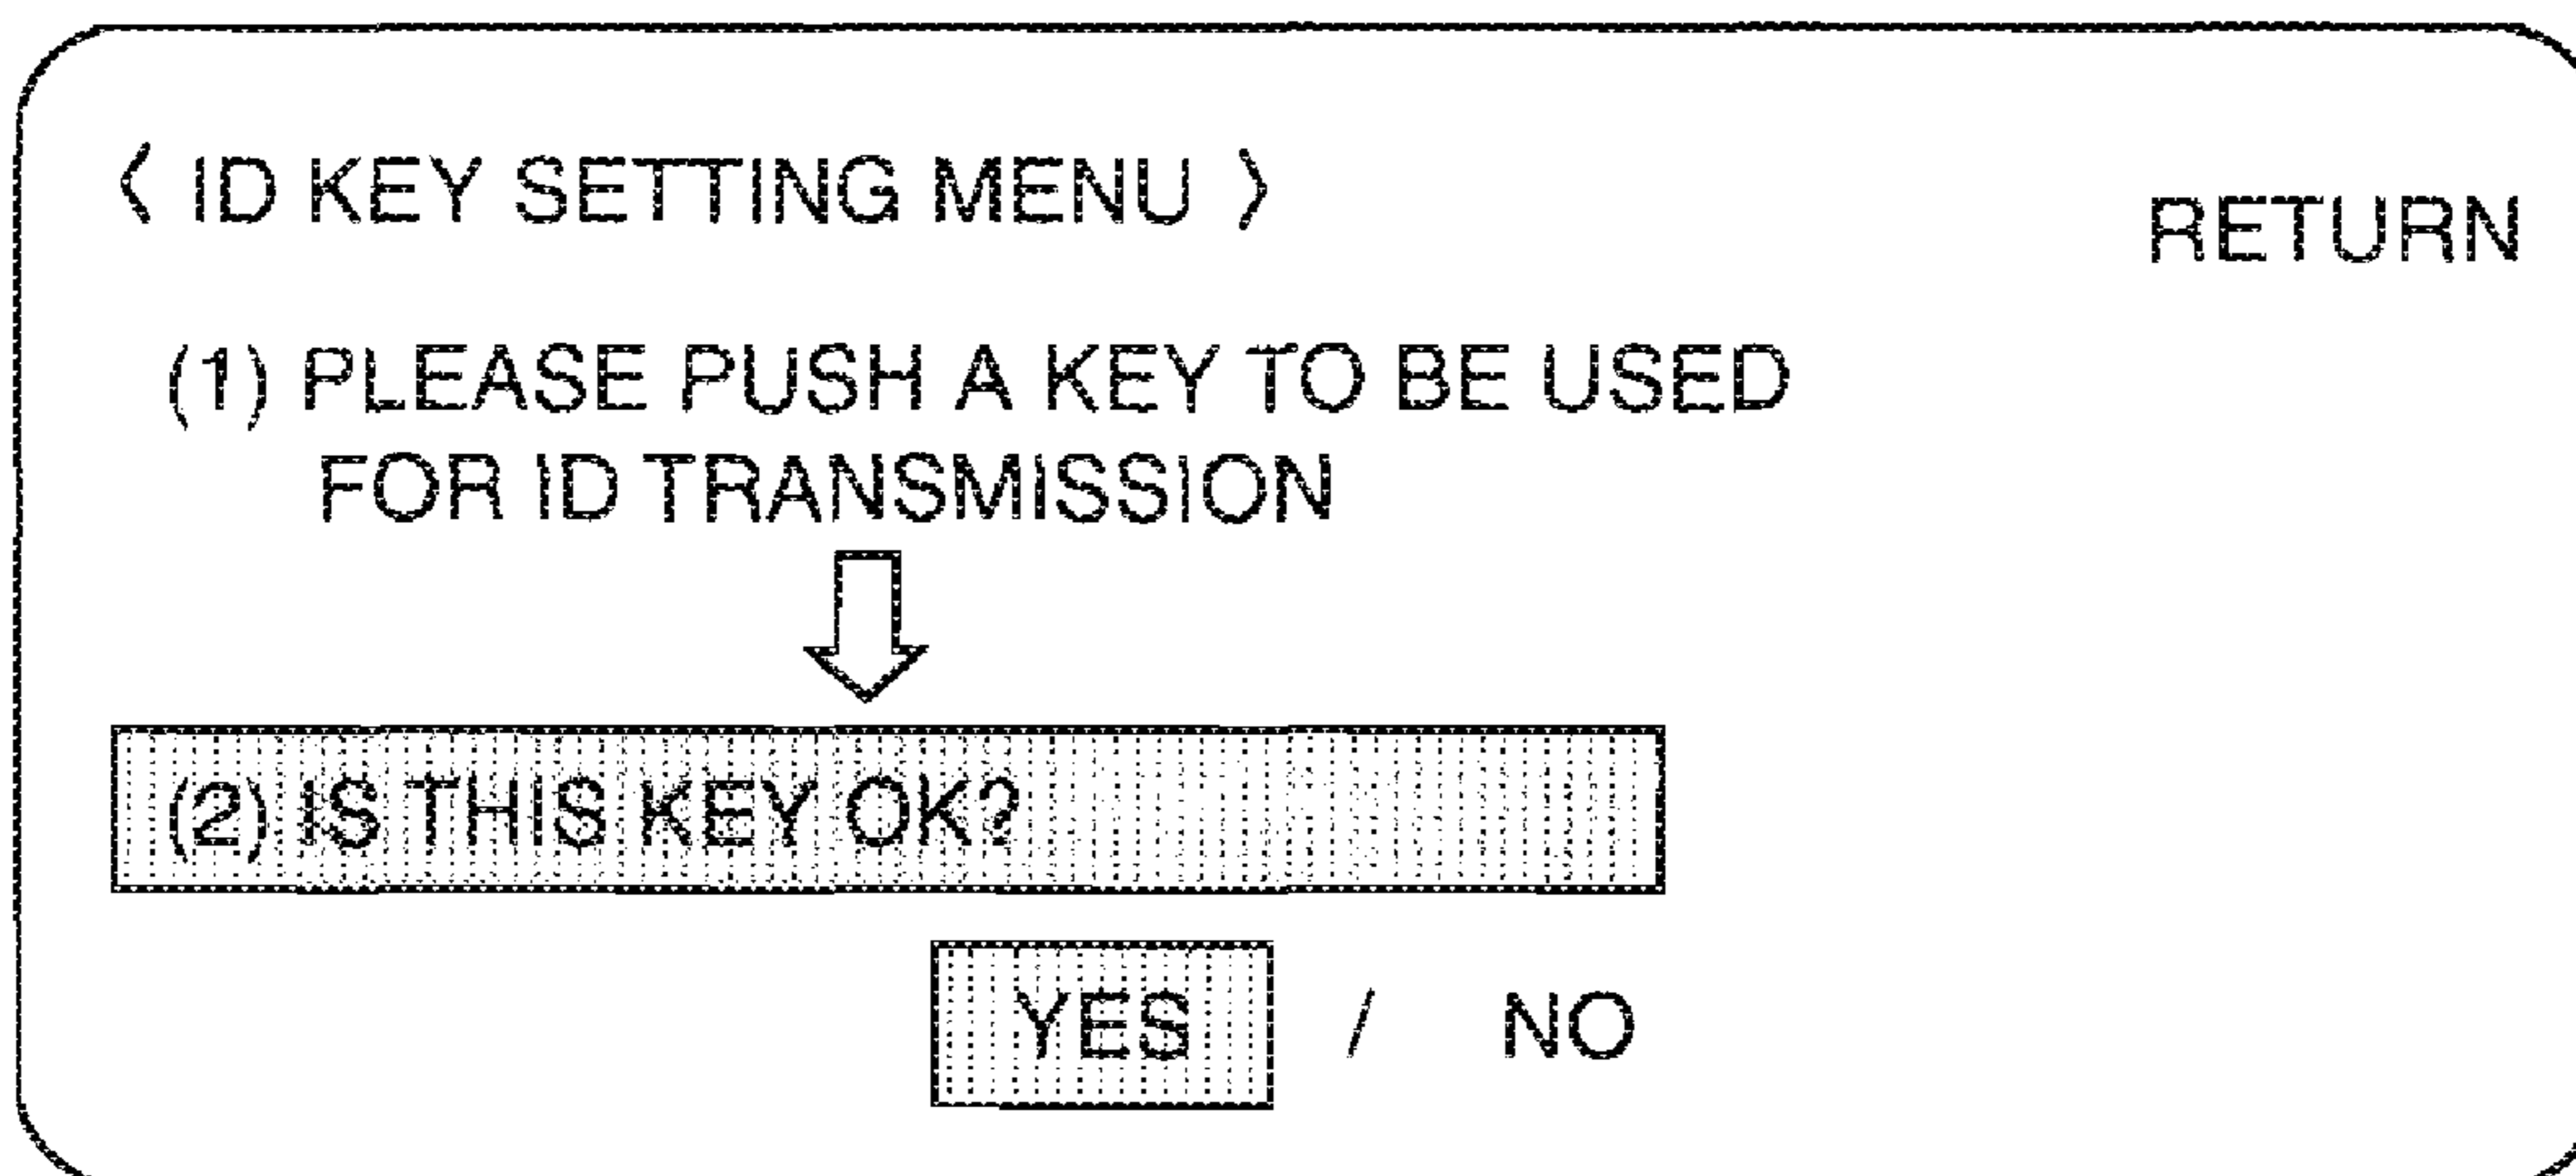 〈 ID KEY SETTING MENU 〉
RETURN
(1) PLEASE PUSH A KEY TO BE USED
FOR ID TRANSMISSION
(2) IS THIS KEY OK?
YES / NO